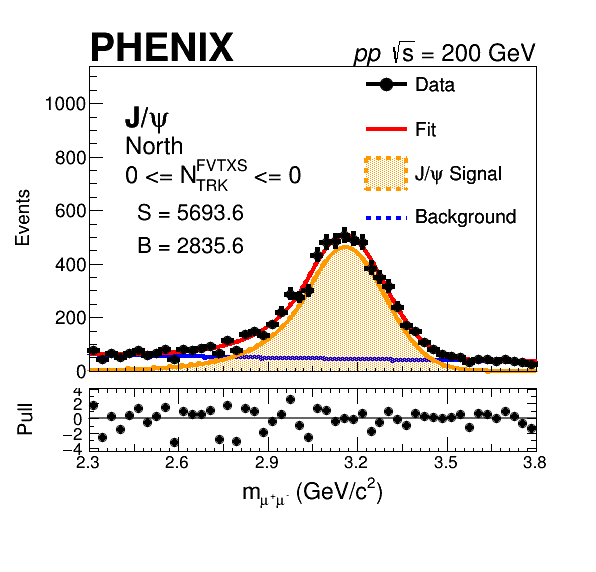 PHENIX
pp √s = 200 GeV
J/ψ
North
0 <= N_TRK^FVTXS <= 0
S = 5693.6
B = 2835.6
Data
Fit
J/ψ Signal
Background
Events
1000
800
600
400
200
0
Pull
4
2
0
−2
−4
2.3 2.6 2.9 3.2 3.5 3.8
m_μ⁺μ⁻ (GeV/c²)